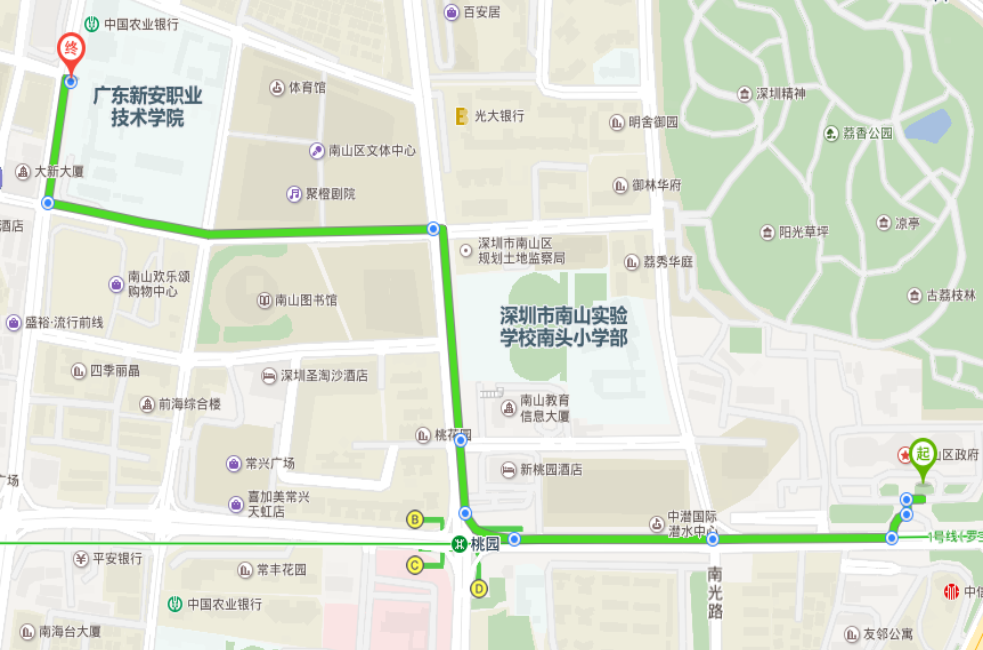 中国农业银行
百安居
终
广东新安职业
技术学院
体育馆
B
光大银行
深圳精神
明舍御园
荔香公园
南山区文体中心
大新大厦
聚橙剧院
御林华府
酒店
深圳市南山区
规划土地监察局
阳光草坪
凉亭
荔秀华庭
南山欢乐颂
购物中心
南山图书馆
古荔枝林
深圳市南山实验
学校南头小学部
盛裕·流行前线
四季丽晶
深圳圣淘沙酒店
前海综合楼
南山教育
信息大厦
桃花园
起
山区政府
常兴广场
新桃园酒店
广场
喜加美常兴
天虹店
B
中潜国际
潜水中心
桃园
1号线(罗宝
平安银行
C
常丰花园
D
南光路
中国农业银行
中信
南海台大厦
友邻公寓